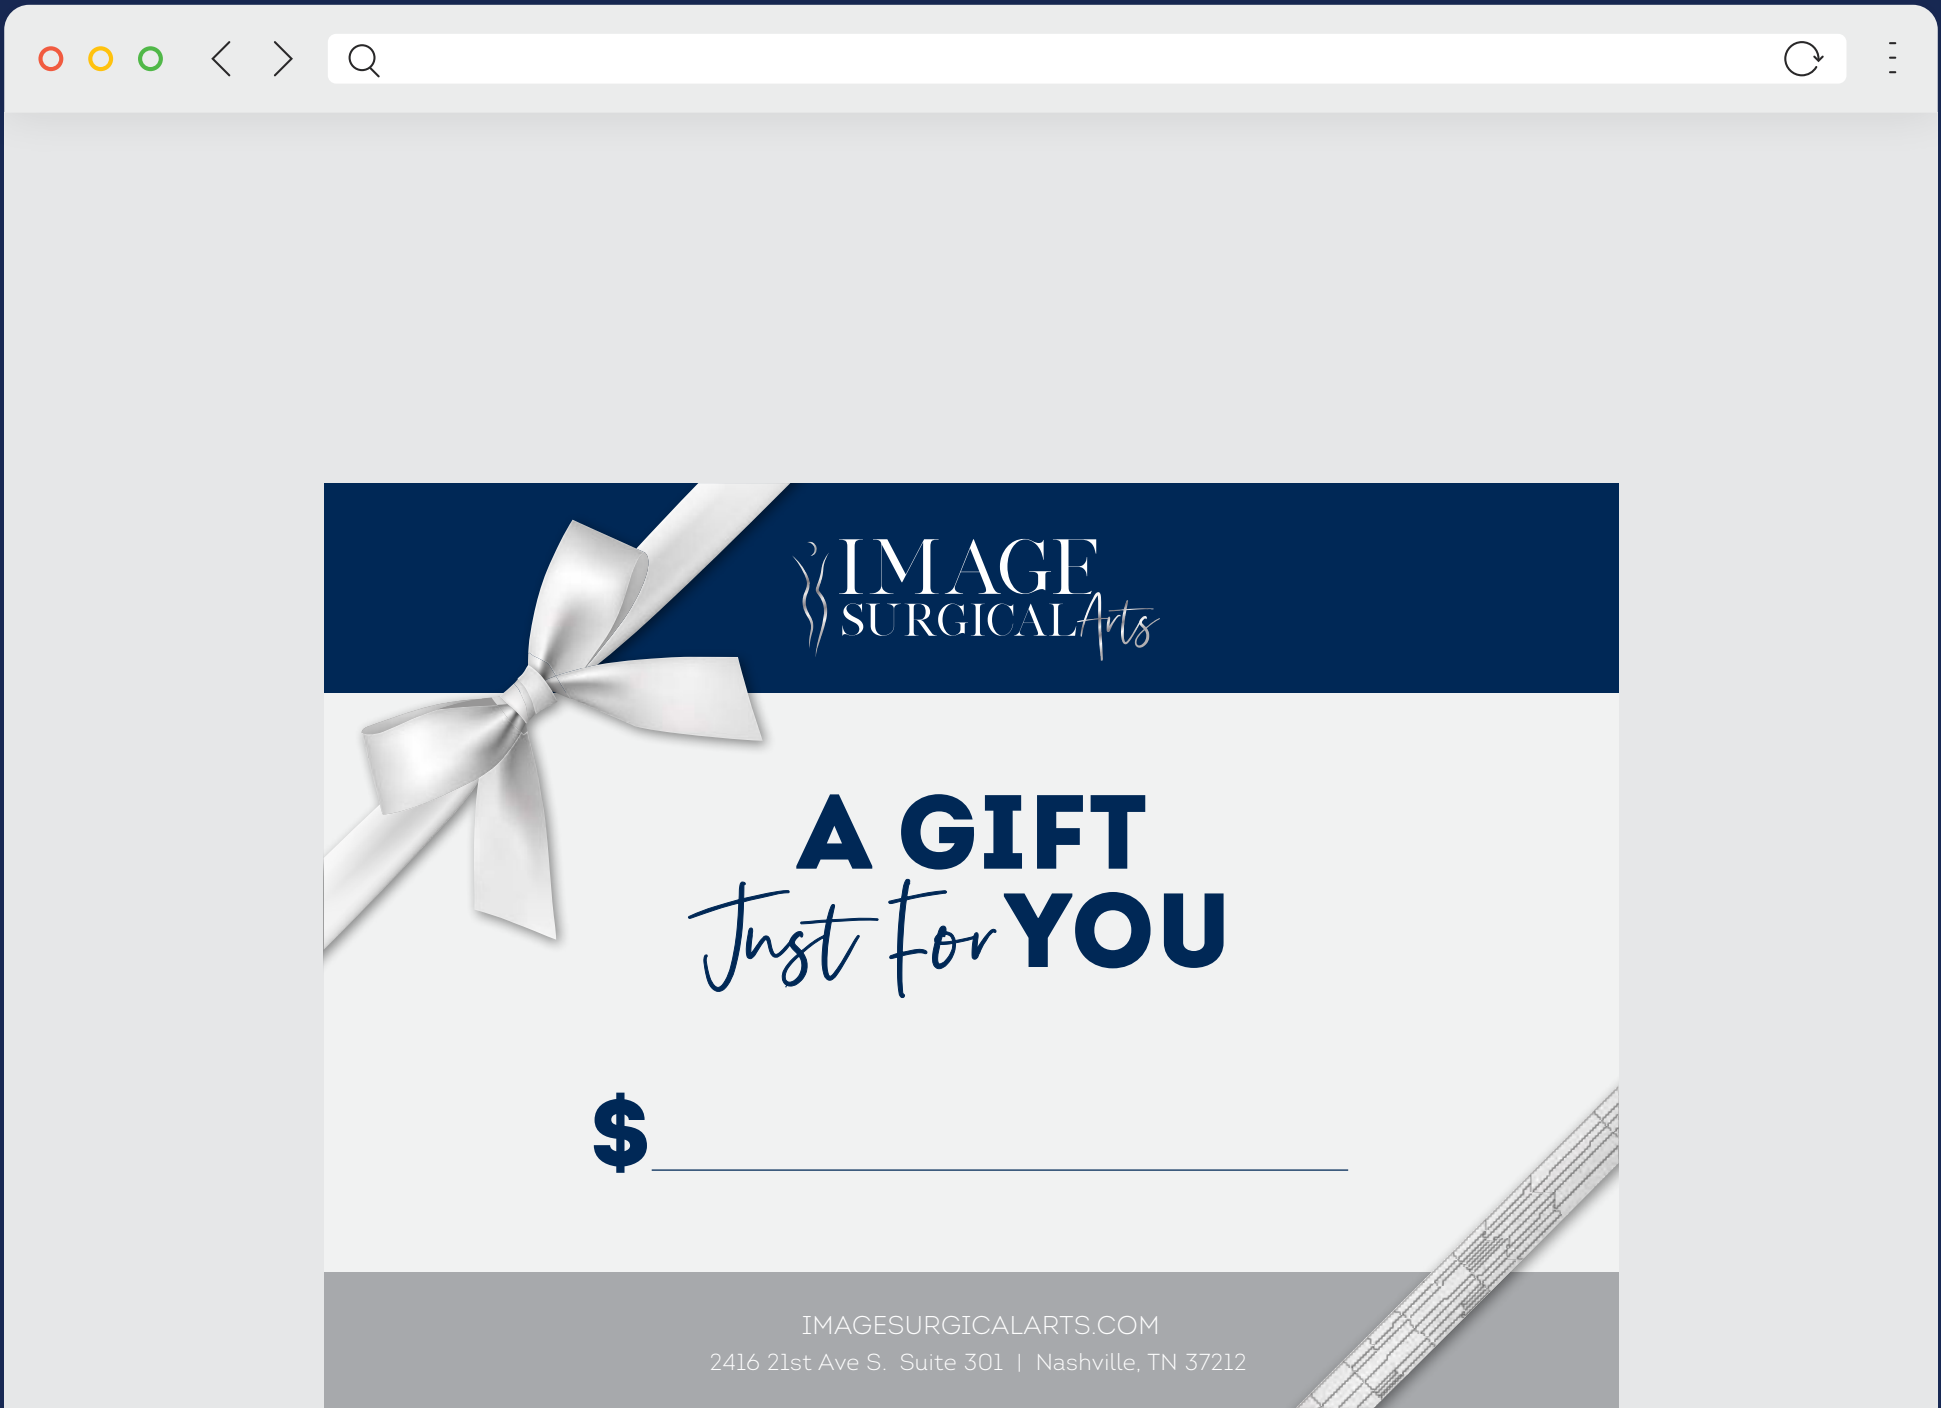 IMAGE
SURGICAL Arts
A GIFT
Just For YOU
$
IMAGESURGICALARTS.COM
2416 21st Ave S. Suite 301 | Nashville, TN 37212